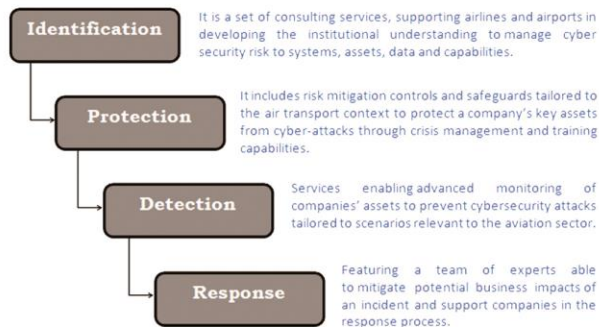 Identification
It is a set of consulting services, supporting airlines and airports in
developing the institutional understanding to manage cyber
security risk to systems, assets, data and capabilities.
Protection
It includes risk mitigation controls and safeguards tailored to
the air transport context to protect a company's key assets
from cyber-attacks through crisis management and training
capabilities.
Detection
Services enabling advanced monitoring of
companies' assets to prevent cybersecurity attacks
tailored to scenarios relevant to the aviation sector.
Response
Featuring a team of experts able
to mitigate potential business impacts of
an incident and support companies in the
response process.